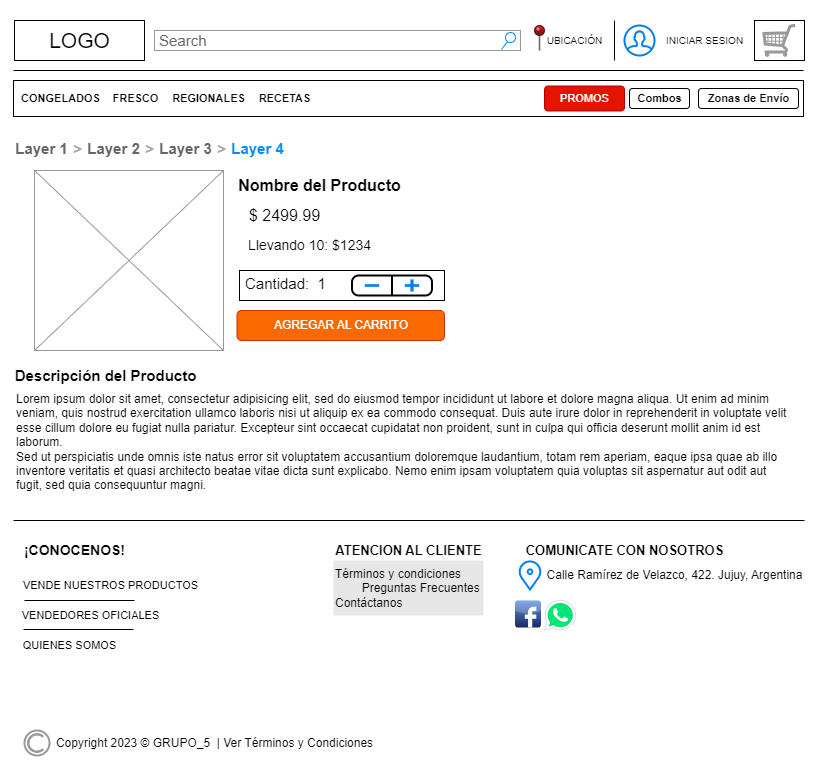 LOGO
Search
UBICACIÓN
INICIAR SESION
CONGELADOS FRESCO REGIONALES RECETAS
PROMOS
Combos
Zonas de Envío
Layer 1 > Layer 2 > Layer 3 > Layer 4
Nombre del Producto
$ 2499.99
Llevando 10: $1234
Cantidad: 1
AGREGAR AL CARRITO
Descripción del Producto
Lorem ipsum dolor sit amet, consectetur adipisicing elit, sed do eiusmod tempor incididunt ut labore et dolore magna aliqua. Ut enim ad minim
veniam, quis nostrud exercitation ullamco laboris nisi ut aliquip ex ea commodo consequat. Duis aute irure dolor in reprehenderit in voluptate velit
esse cillum dolore eu fugiat nulla pariatur. Excepteur sint occaecat cupidatat non proident, sunt in culpa qui officia deserunt mollit anim id est
laborum.
Sed ut perspiciatis unde omnis iste natus error sit voluptatem accusantium doloremque laudantium, totam rem aperiam, eaque ipsa quae ab illo
inventore veritatis et quasi architecto beatae vitae dicta sunt explicabo. Nemo enim ipsam voluptatem quia voluptas sit aspernatur aut odit aut
fugit, sed quia consequuntur magni.
¡CONOCENOS!
VENDE NUESTROS PRODUCTOS
VENDEDORES OFICIALES
QUIENES SOMOS
ATENCION AL CLIENTE
Términos y condiciones
Preguntas Frecuentes
Contáctanos
COMUNICATE CON NOSOTROS
Calle Ramírez de Velazco, 422. Jujuy, Argentina
Copyright 2023 © GRUPO_5 | Ver Términos y Condiciones